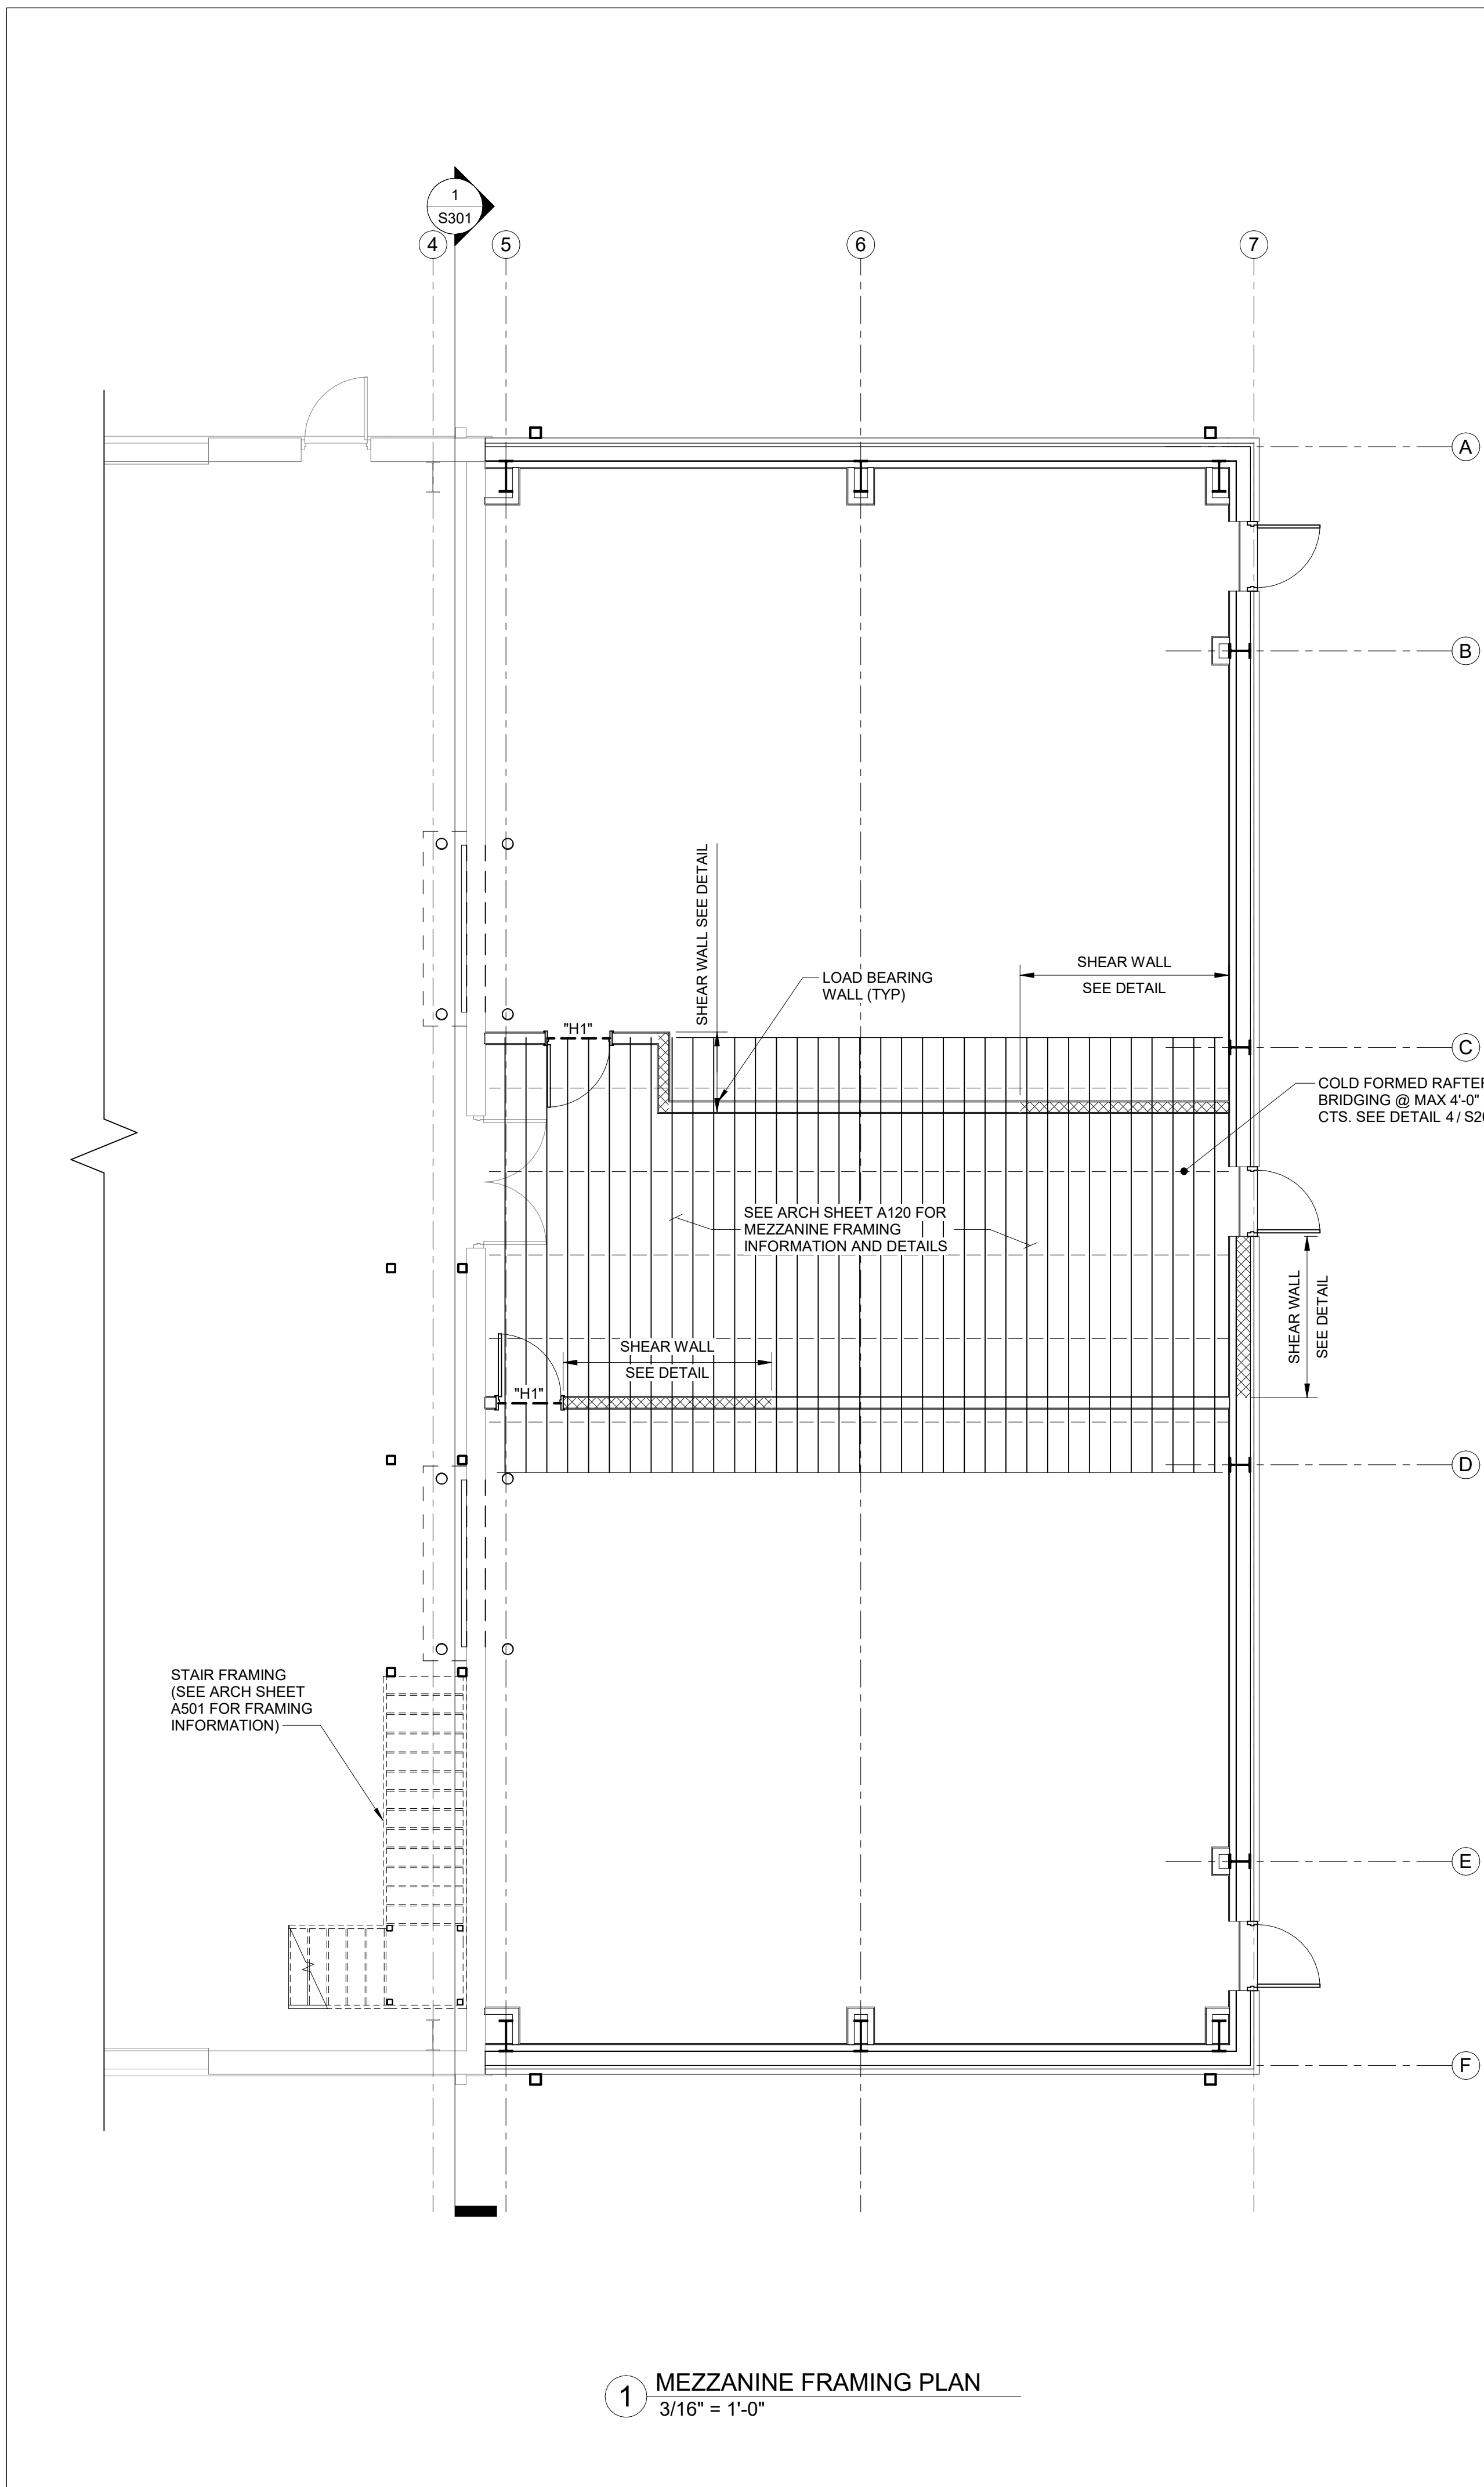 1
S301
4
5
6
7
A
B
SHEAR WALL SEE DETAIL
LOAD BEARING
WALL (TYP)
SHEAR WALL
SEE DETAIL
"H1"
C
COLD FORMED
BRIDGING @ MAX 4'-0"
CTS. SEE DETAIL 4 /
SEE ARCH SHEET A120 FOR
MEZZANINE FRAMING
INFORMATION AND DETAILS
SHEAR WALL
SEE DETAIL
SHEAR WALL
SEE DETAIL
"H1"
D
STAIR FRAMING
(SEE ARCH SHEET
A501 FOR FRAMING
INFORMATION)
E
F
1
MEZZANINE FRAMING PLAN
3/16" = 1'-0"